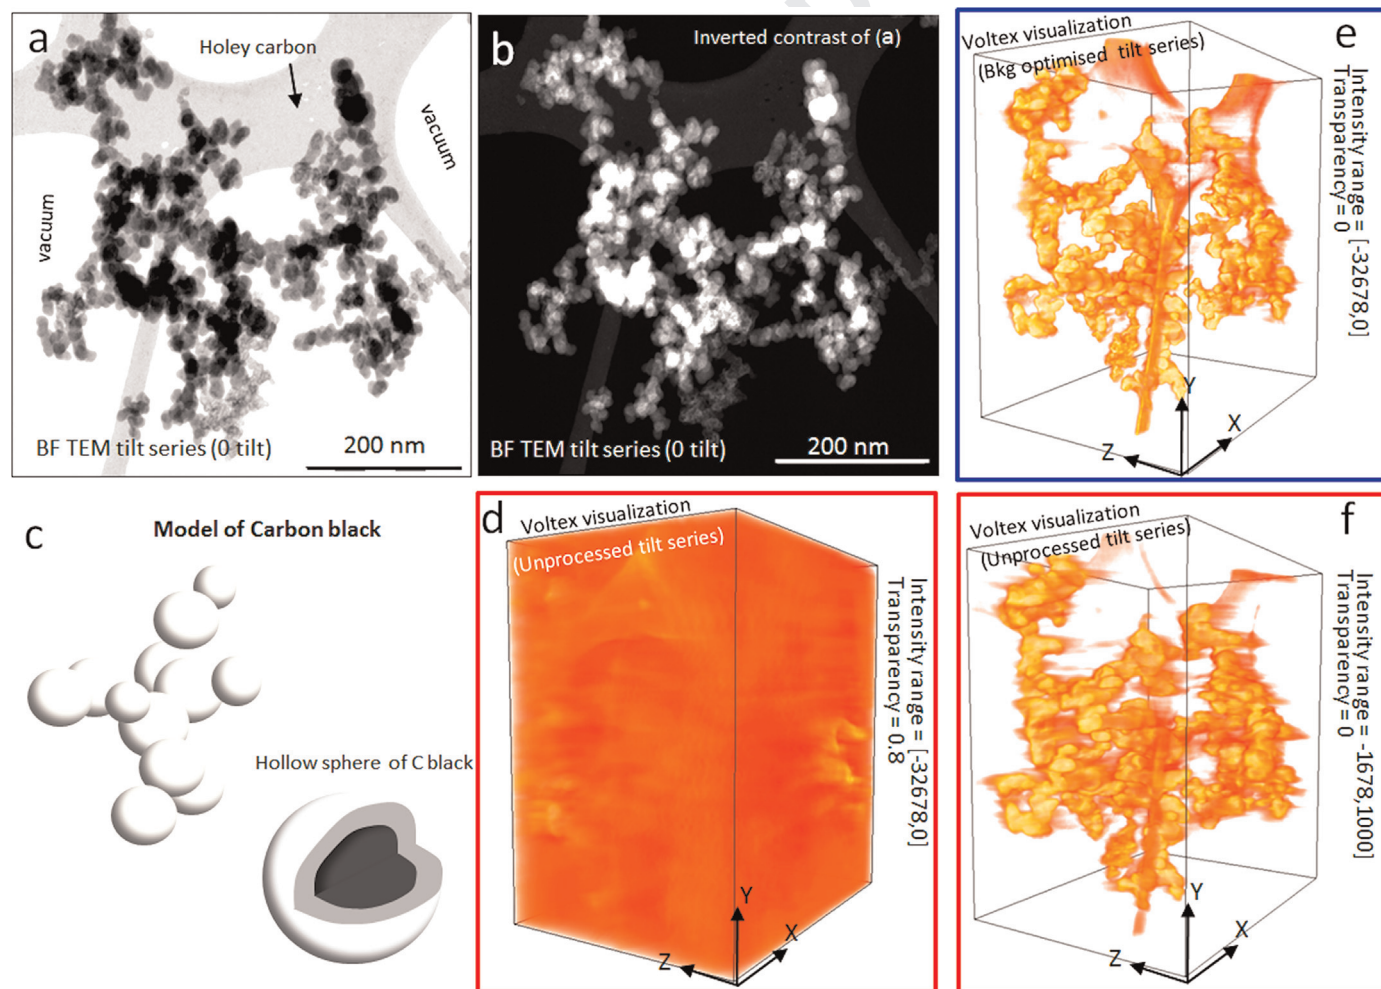 a
Holey carbon
vacuum
vacuum
BF TEM tilt series (0 tilt)
200 nm
b
Inverted contrast of (a)
BF TEM tilt series (0 tilt)
200 nm
c
Model of Carbon black
Hollow sphere of C black
d
Voltex visualization
(Unprocessed tilt series)
Intensity range = [-32678,0]
Transparency = 0.8
Y
X
Z
e
Voltex visualization
(Bkg optimised tilt series)
Intensity range = [-32678,0]
Transparency = 0
Y
X
Z
f
Voltex visualization
(Unprocessed tilt series)
Intensity range = -1678,1000]
Transparency = 0
Y
X
Z